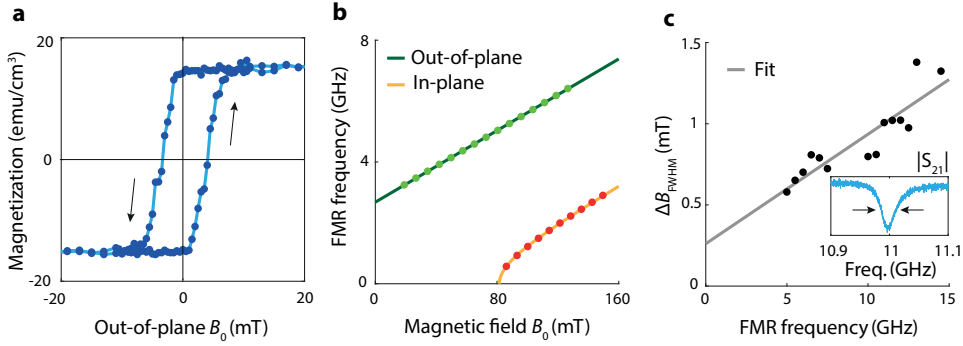 a
Magnetization (emu/cm³)
20
0
-20
-20
0
20
Out-of-plane B₀ (mT)
b
FMR frequency (GHz)
8
4
0
0
80
160
Out-of-plane
In-plane
Magnetic field B₀ (mT)
c
ΔB_FWHM (mT)
1.5
1
0.5
0
0
5
10
15
Fit
|S₂₁|
10.9
11
11.1
Freq. (GHz)
FMR frequency (GHz)